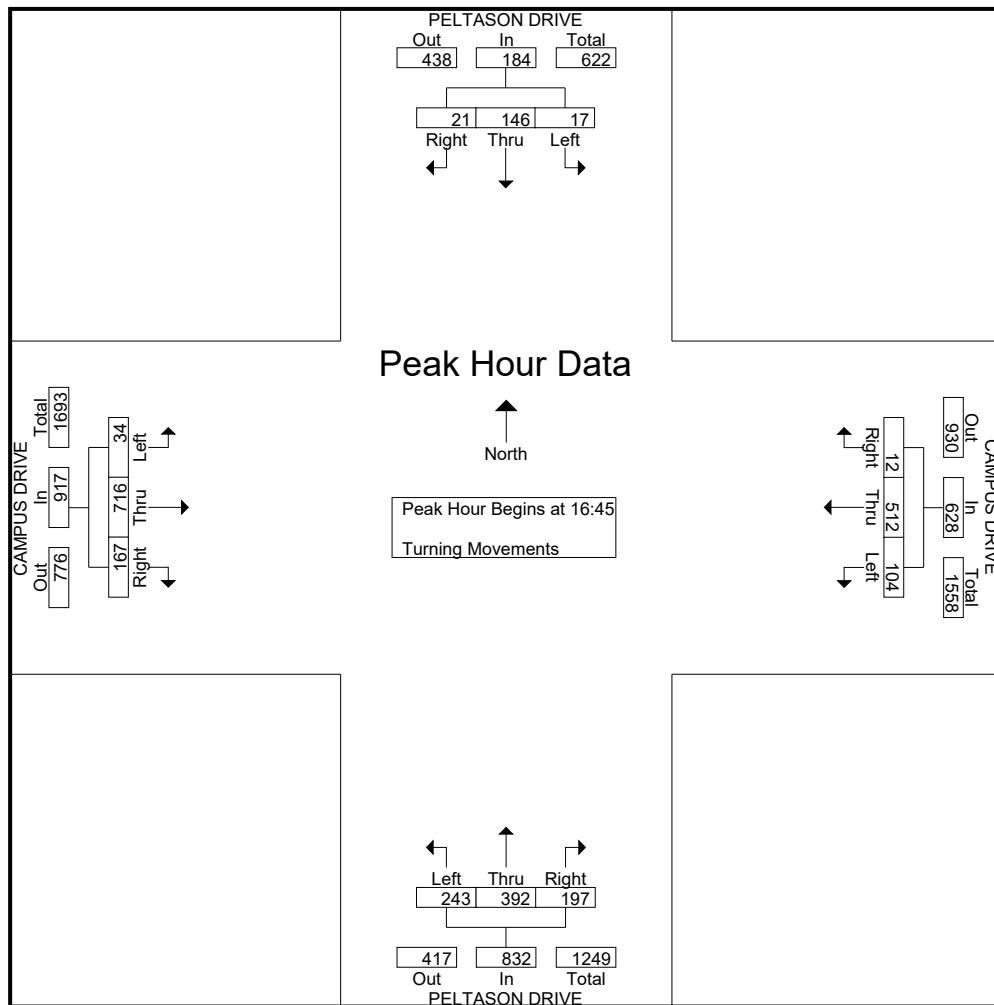 PELTASON DRIVE
Out In Total
438 184 622
21 146 17
Right Thru Left
Peak Hour Data
North
Peak Hour Begins at 16:45
Turning Movements
CAMPUS DRIVE
Total In Out
1693 917 776
34 716 167
Left Thru Right
Right Thru Left
12 512 104
Out In Total
930 628 1558
CAMPUS DRIVE
Left Thru Right
243 392 197
417 832 1249
Out In Total
PELTASON DRIVE